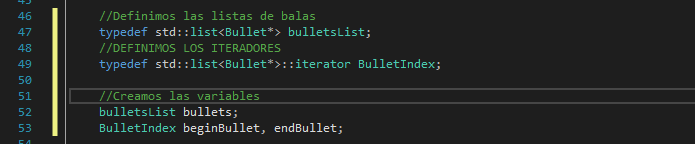 46 //Definimos las listas de balas
47 typedef std::list<Bullet*> bulletsList;
48 //DEFINIMOS LOS ITERADORES
49 typedef std::list<Bullet*>::iterator BulletIndex;
50
51 //Creamos las variables
52 bulletsList bullets;
53 BulletIndex beginBullet, endBullet;